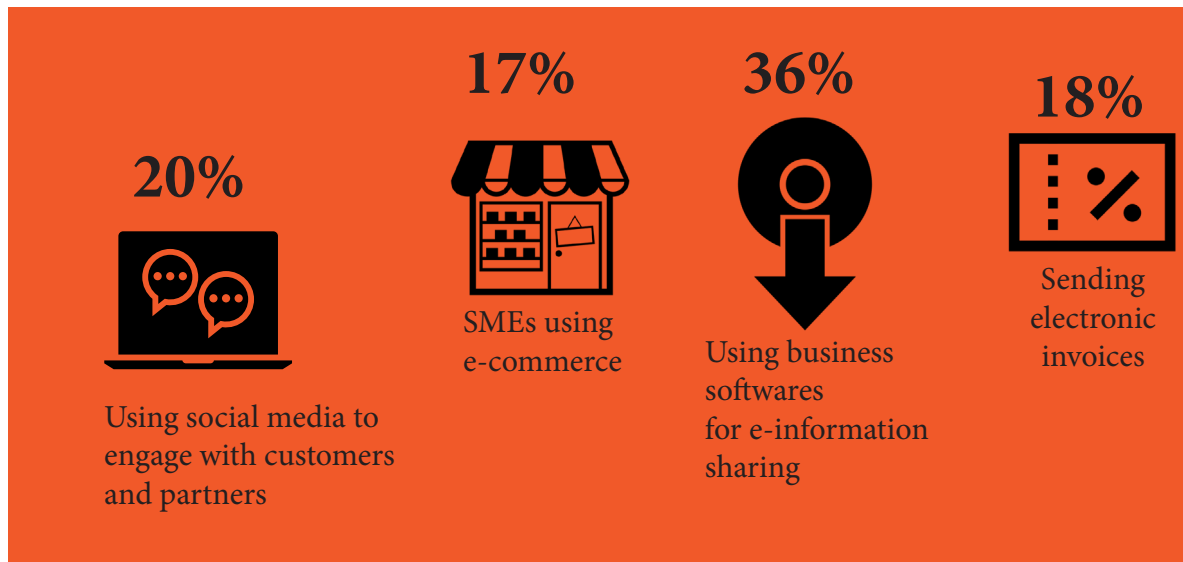 20%
Using social media to
engage with customers
and partners
17%
SMEs using
e-commerce
36%
Using business
softwares
for e-information
sharing
18%
%
Sending
electronic
invoices